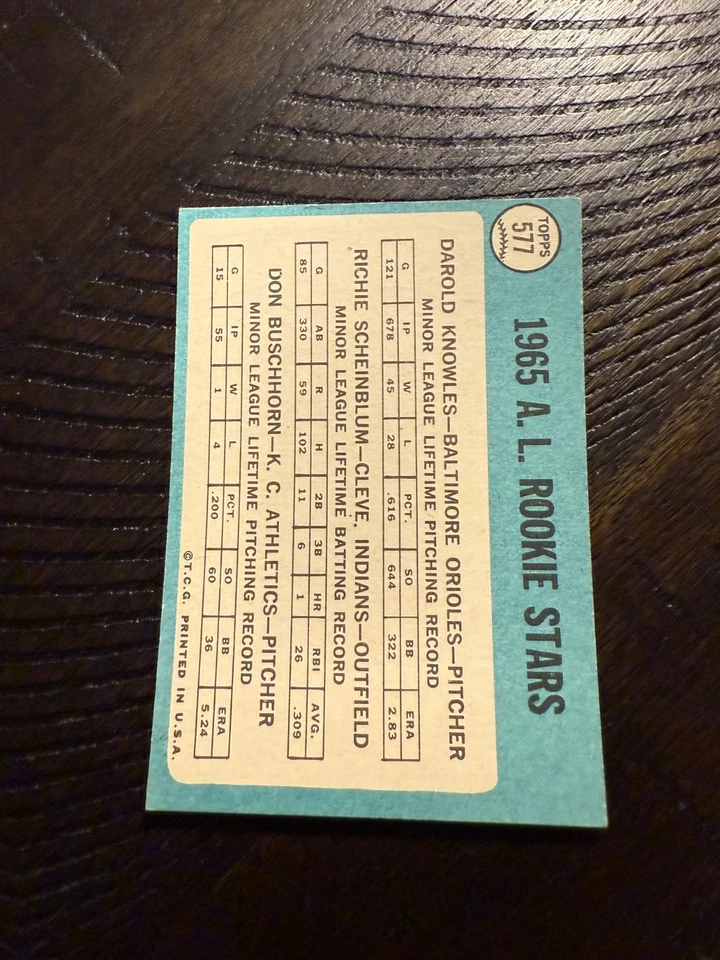 TOPPS
577
1965 A. L. ROOKIE STARS
DAROLD KNOWLES—BALTIMORE ORIOLES—PITCHER
MINOR LEAGUE LIFETIME PITCHING RECORD
G IP W L PCT. SO BB ERA
121 678 45 28 .616 644 322 2.83
RICHIE SCHEINBLUM—CLEVE. INDIANS—OUTFIELD
MINOR LEAGUE LIFETIME BATTING RECORD
G AB R H 2B 3B HR RBI AVG.
85 330 59 102 11 6 1 26 .309
DON BUSCHHORN—K. C. ATHLETICS—PITCHER
MINOR LEAGUE LIFETIME PITCHING RECORD
G IP W L PCT. SO BB ERA
15 55 1 4 .200 60 36 5.24
©T.C.G. PRINTED IN U.S.A.